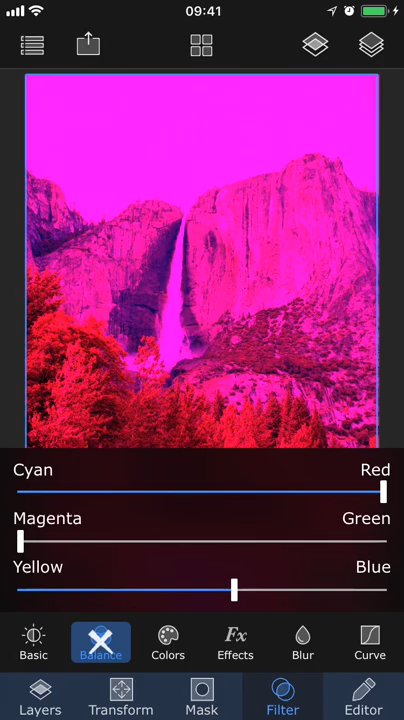 09:41
Cyan Red
Magenta Green
Yellow Blue
Fx
Basic Balance Colors Effects Blur Curve
Layers Transform Mask Filter Editor